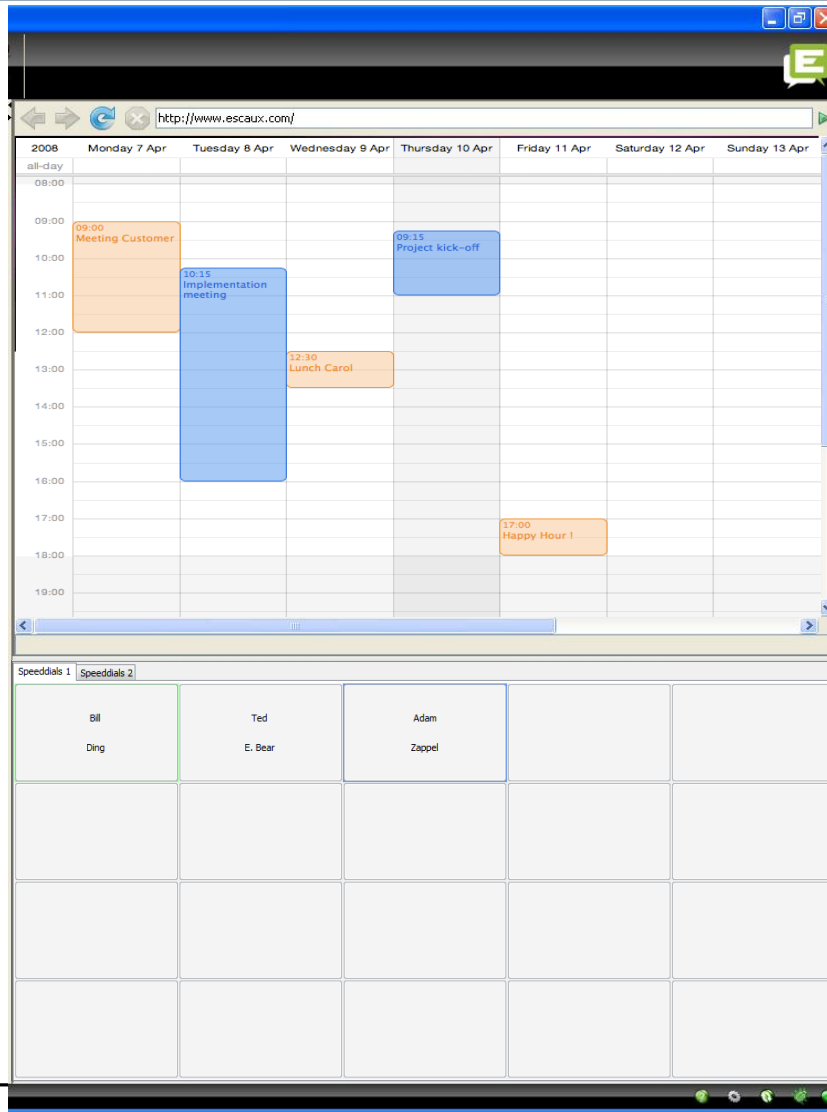 http://www.escaux.com/
2008 Monday 7 Apr Tuesday 8 Apr Wednesday 9 Apr Thursday 10 Apr Friday 11 Apr Saturday 12 Apr Sunday 13 Apr
all-day
08:00
09:00
09:00
Meeting Customer
09:15
Project kick-off
10:00
10:15
Implementation
meeting
11:00
12:00
12:30
Lunch Carol
13:00
14:00
15:00
16:00
17:00
17:00
Happy Hour !
18:00
19:00
Speeddials 1 Speeddials 2
Bill Ted Adam
Ding E. Bear Zappel